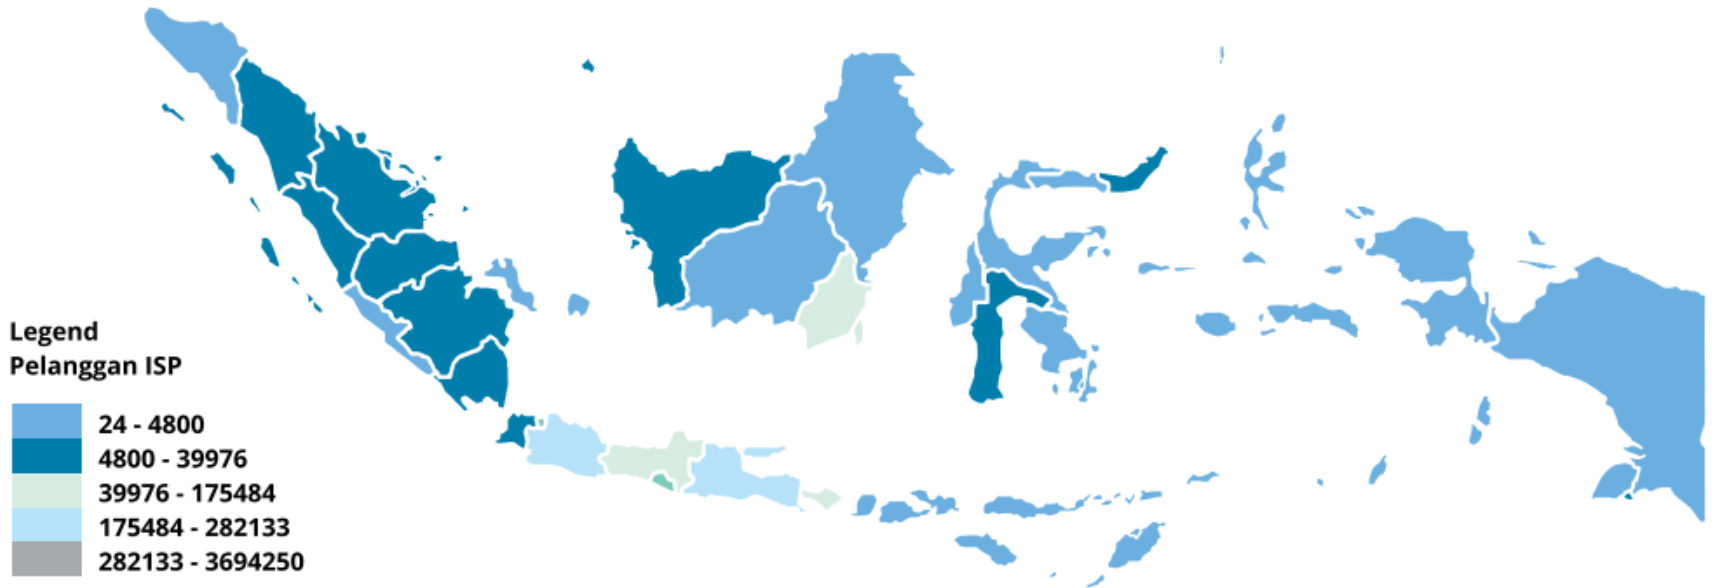 Legend
Pelanggan ISP
24 - 4800
4800 - 39976
39976 - 175484
175484 - 282133
282133 - 3694250